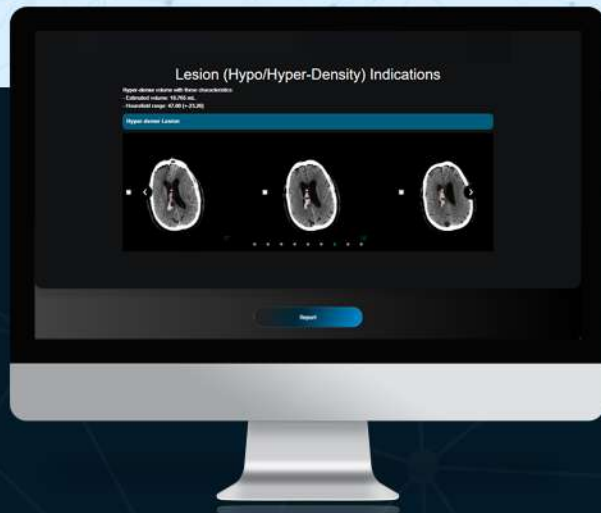 Lesion (Hypo/Hyper-Density) Indications
Hyper-dense volume with these characteristics:
- Estimated volume:
- Hounsfield range:
Hyper-dense Lesion
Report